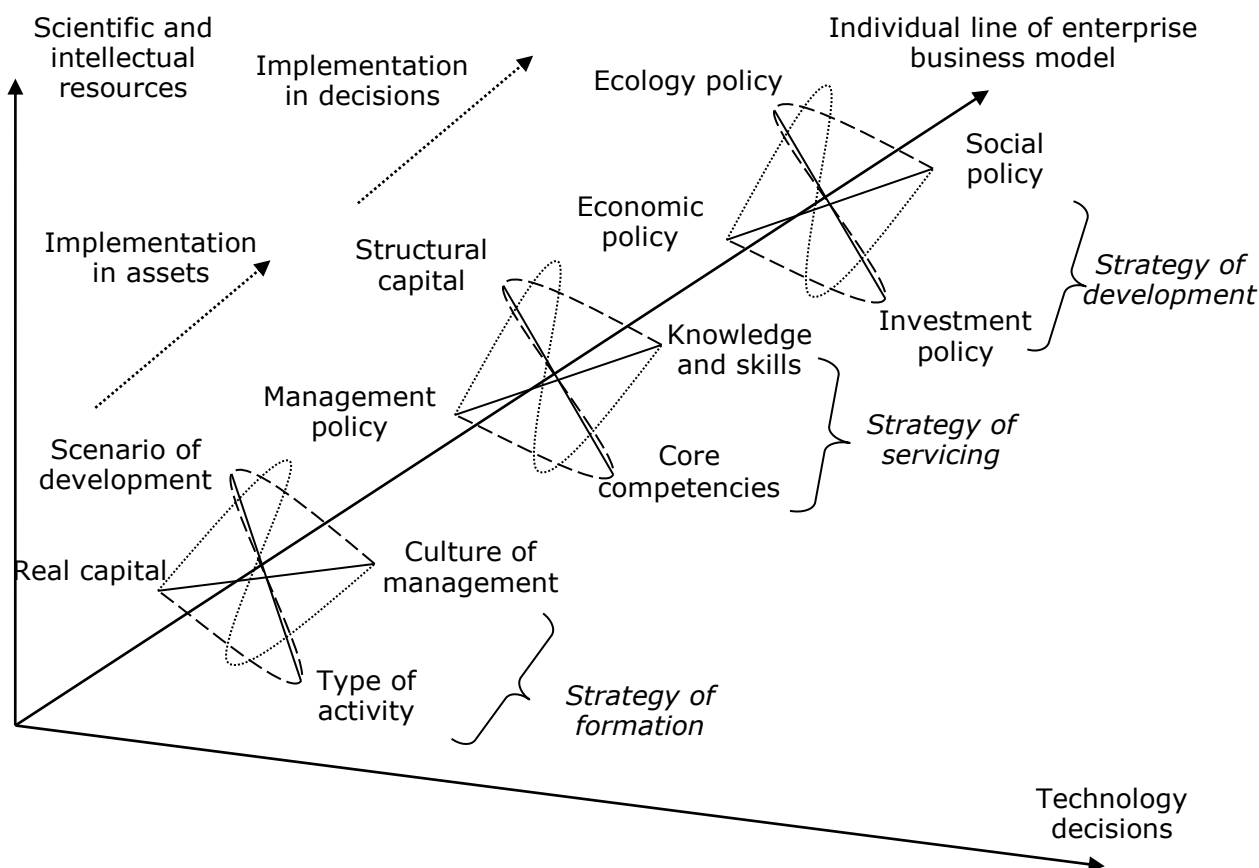 Scientific and
intellectual
resources
Implementation
in decisions
Individual line of enterprise
business model
Ecology policy
Social
policy
Economic
policy
Implementation
in assets
Structural
capital
Strategy of
development
Investment
policy
Knowledge
and skills
Management
policy
Strategy of
servicing
Scenario of
development
Core
competencies
Real capital
Culture of
management
Type of
activity
Strategy of
formation
Technology
decisions